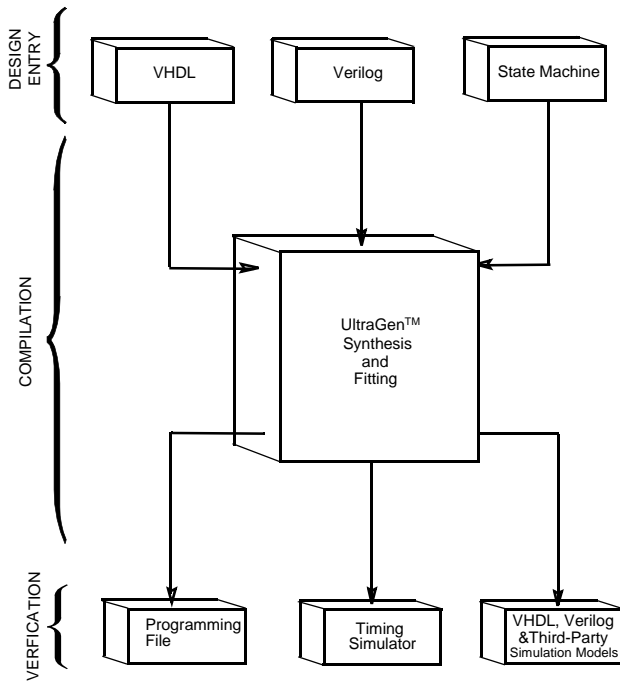 DESIGN
ENTRY
VHDL
Verilog
State Machine
COMPILATION
UltraGen™
Synthesis
and
Fitting
VERFICATION
Programming
File
Timing
Simulator
VHDL, Verilog
&Third-Party
Simulation Models